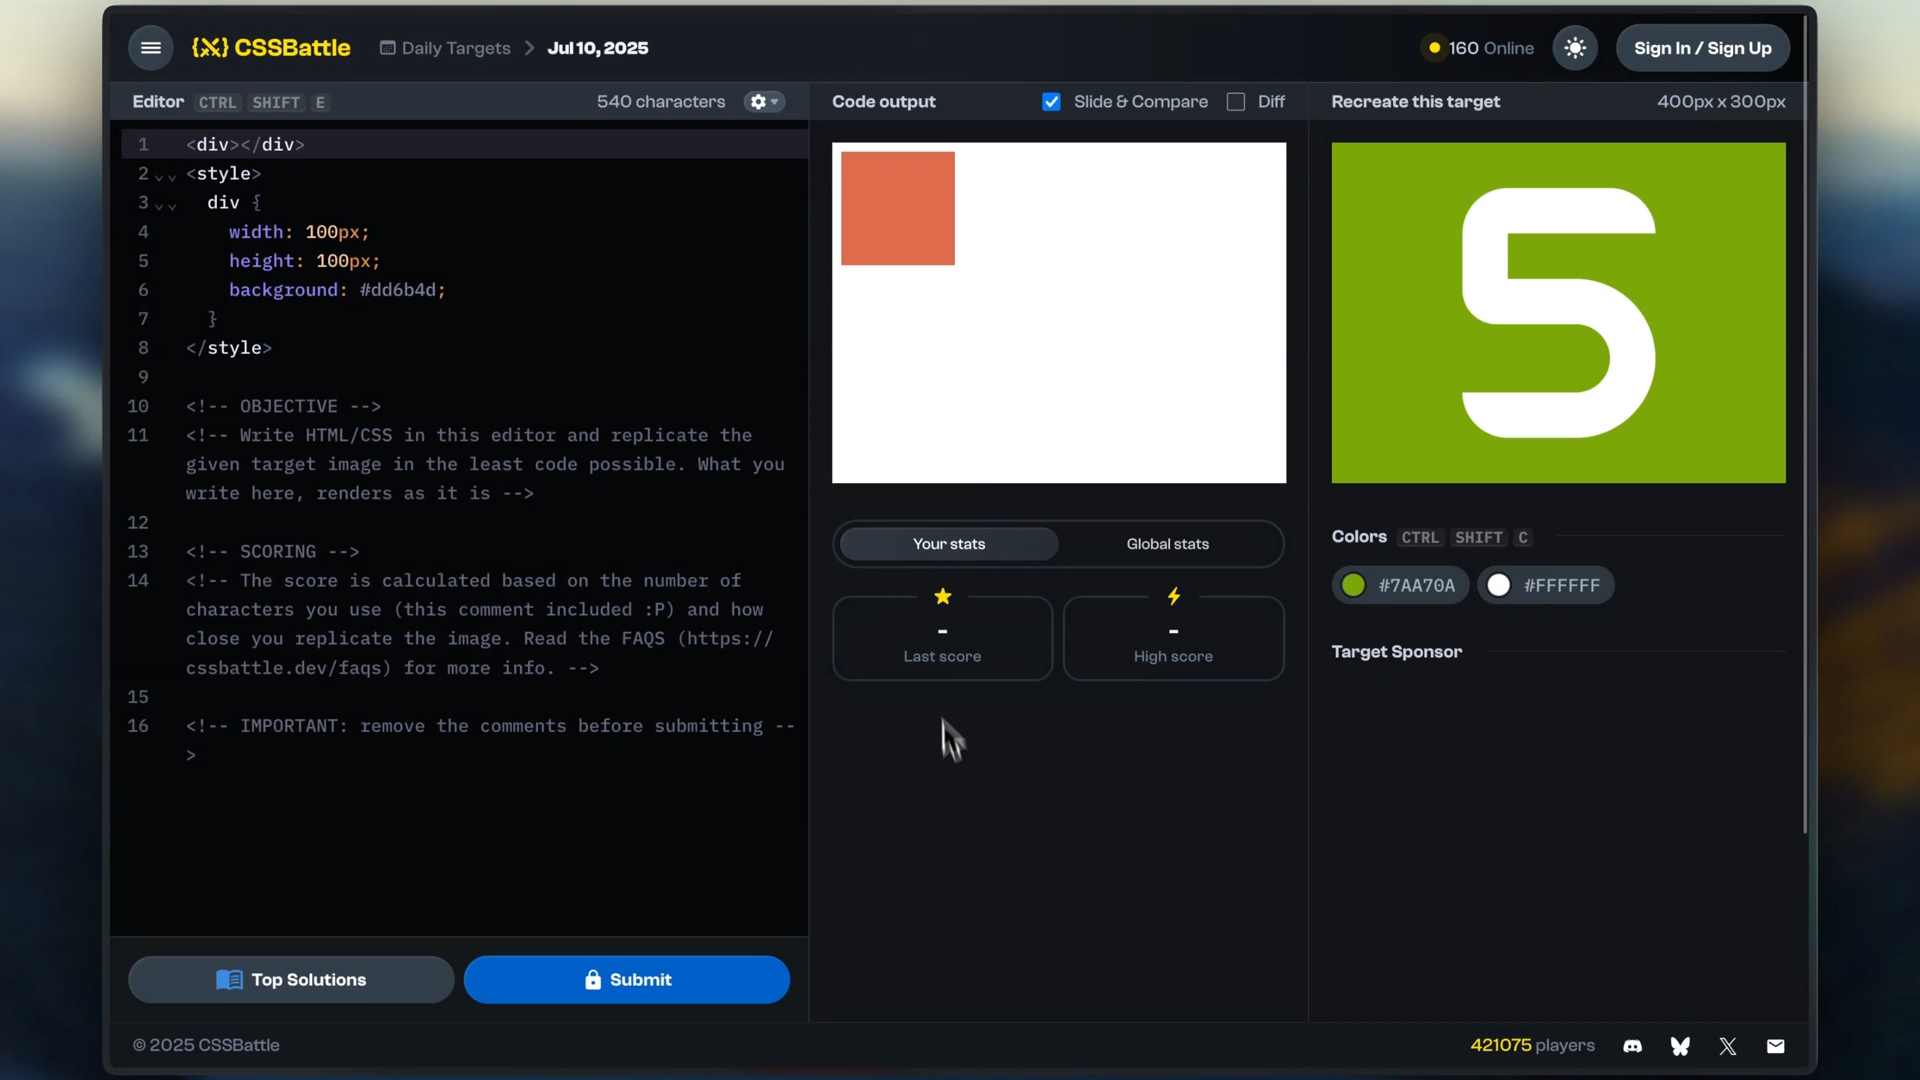 CSSBattle
Daily Targets
Jul 10, 2025
160 Online
Sign In / Sign Up
Editor CTRL SHIFT E
540 characters
1 <div></div>
2 <style>
3 div {
4 width: 100px;
5 height: 100px;
6 background: #dd6b4d;
7 }
8 </style>
9
10 <!-- OBJECTIVE -->
11 <!-- Write HTML/CSS in this editor and replicate the
given target image in the least code possible. What you
write here, renders as it is -->
12
13 <!-- SCORING -->
14 <!-- The score is calculated based on the number of
characters you use (this comment included :P) and how
close you replicate the image. Read the FAQS (https://
cssbattle.dev/faqs) for more info. -->
15
16 <!-- IMPORTANT: remove the comments before submitting --
>
Top Solutions
Submit
Code output
Slide & Compare
Diff
Your stats
Global stats
-
Last score
-
High score
Recreate this target
400px x 300px
5
Colors CTRL SHIFT C
#7AA70A
#FFFFFF
Target Sponsor
© 2025 CSSBattle
421075 players